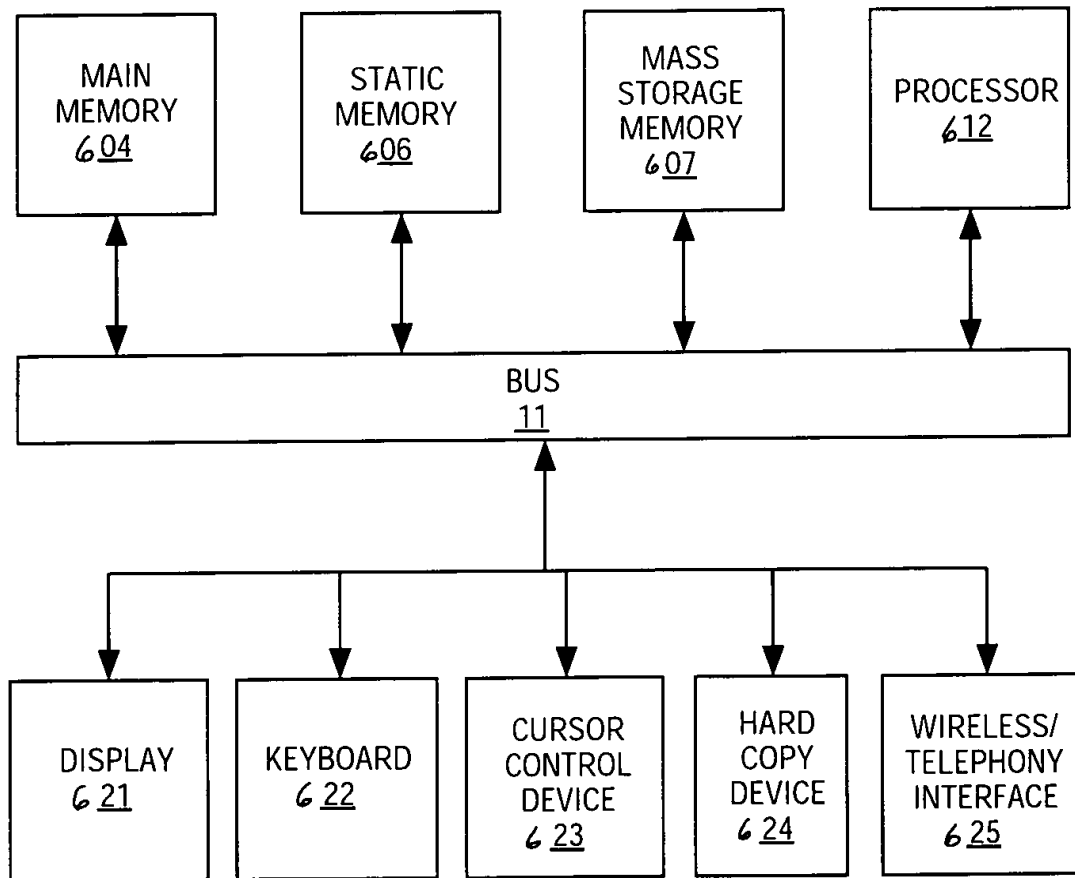 MAIN
MEMORY
604
STATIC
MEMORY
606
MASS
STORAGE
MEMORY
607
PROCESSOR
612
BUS
11
DISPLAY
621
KEYBOARD
622
CURSOR
CONTROL
DEVICE
623
HARD
COPY
DEVICE
624
WIRELESS/
TELEPHONY
INTERFACE
625